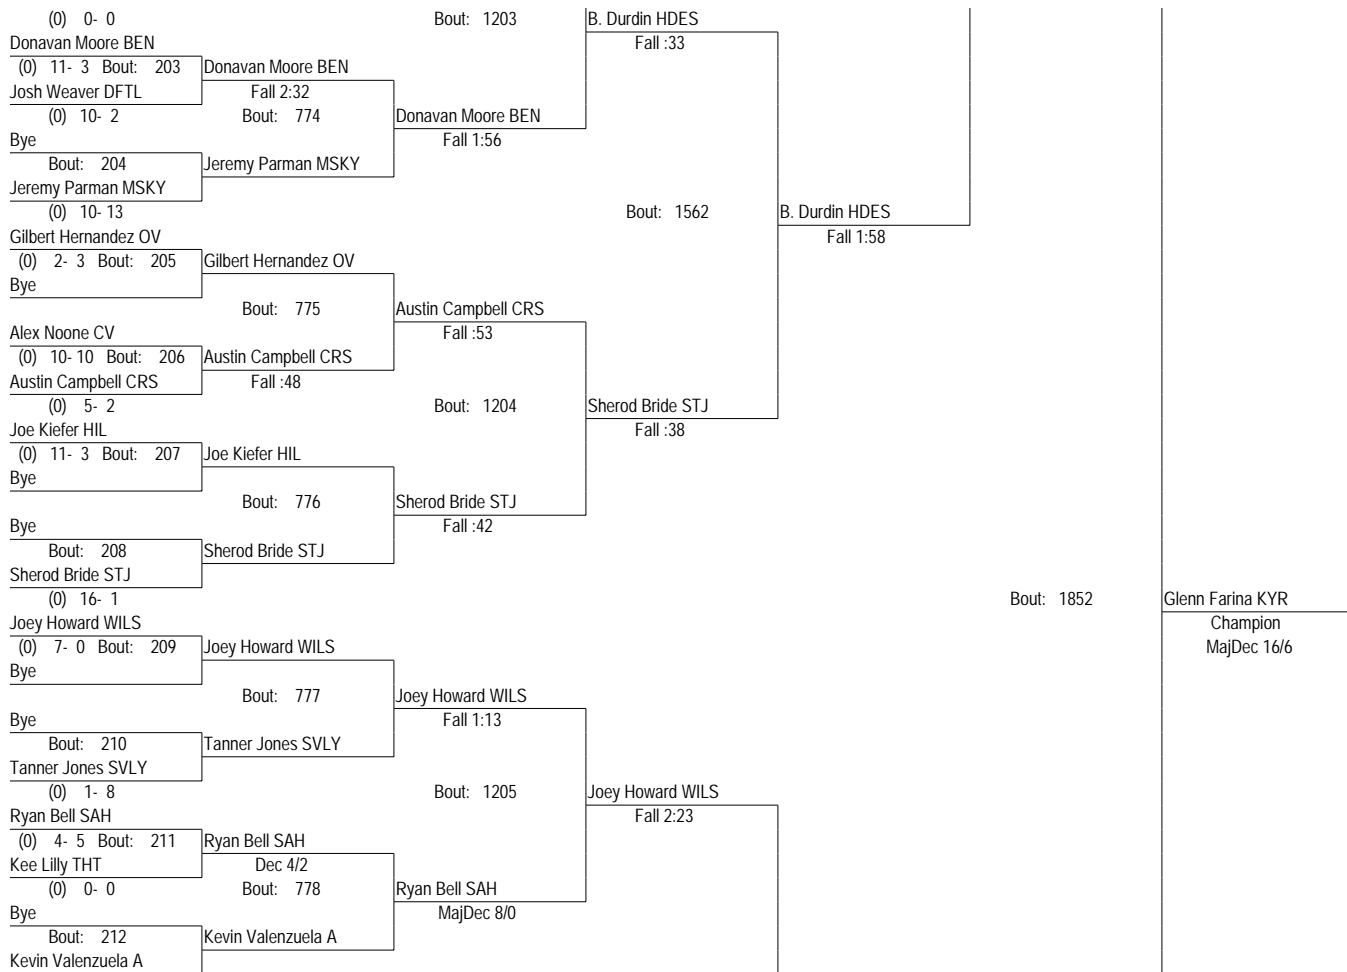 (0) 0- 0 Bout: 1203 B. Durdin HDES
Donavan Moore BEN Fall :33
(0) 11- 3 Bout: 203 Donavan Moore BEN
Josh Weaver DFTL Fall 2:32
(0) 10- 2 Bout: 774 Donavan Moore BEN
Bye Fall 1:56
Bout: 204 Jeremy Parman MSKY
Jeremy Parman MSKY
(0) 10- 13 Bout: 1562 B. Durdin HDES
Gilbert Hernandez OV Fall 1:58
(0) 2- 3 Bout: 205 Gilbert Hernandez OV
Bye
Bout: 775 Austin Campbell CRS
Alex Noone CV Fall :53
(0) 10- 10 Bout: 206 Austin Campbell CRS
Austin Campbell CRS Fall :48
(0) 5- 2 Bout: 1204 Sherod Bride STJ
Joe Kiefer HIL Fall :38
(0) 11- 3 Bout: 207 Joe Kiefer HIL
Bye
Bout: 776 Sherod Bride STJ
Bye Fall :42
Bout: 208 Sherod Bride STJ
Sherod Bride STJ
(0) 16- 1 Bout: 1852 Glenn Farina KYR
Joey Howard WILS Champion
(0) 7- 0 Bout: 209 Joey Howard WILS MajDec 16/6
Bye
Bout: 777 Joey Howard WILS
Bye Fall 1:13
Bout: 210 Tanner Jones SVLY
Tanner Jones SVLY
(0) 1- 8 Bout: 1205 Joey Howard WILS
Ryan Bell SAH Fall 2:23
(0) 4- 5 Bout: 211 Ryan Bell SAH
Kee Lilly THT Dec 4/2
(0) 0- 0 Bout: 778 Ryan Bell SAH
Bye MajDec 8/0
Bout: 212 Kevin Valenzuela A
Kevin Valenzuela A